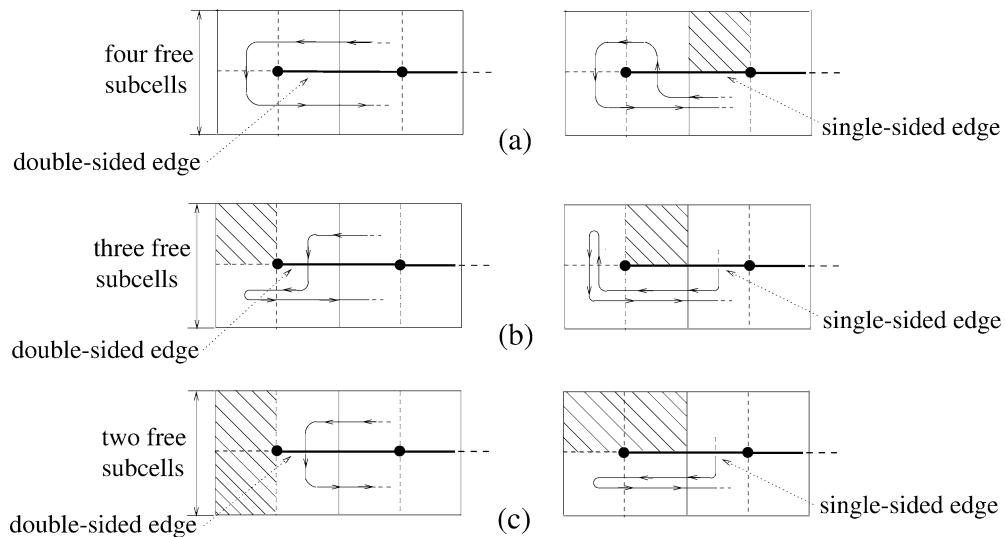 four free
subcells
double-sided edge
(a)
single-sided edge
three free
subcells
double-sided edge
(b)
single-sided edge
two free
subcells
double-sided edge
(c)
single-sided edge